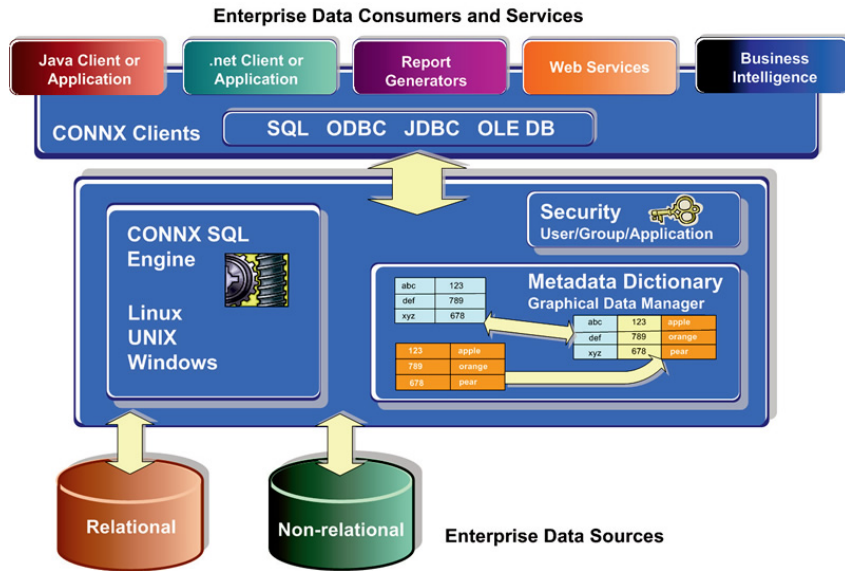 Enterprise Data Consumers and Services
Java Client or
Application
.net Client or
Application
Report
Generators
Web Services
Business
Intelligence
CONNX Clients
SQL ODBC JDBC OLE DB
CONNX SQL
Engine
Linux
UNIX
Windows
Security
User/Group/Application
Metadata Dictionary
Graphical Data Manager
abc 123
def 789
xyz 678
123 apple
789 orange
678 pear
abc 123 apple
def 789 orange
xyz 678 pear
Relational
Non-relational
Enterprise Data Sources